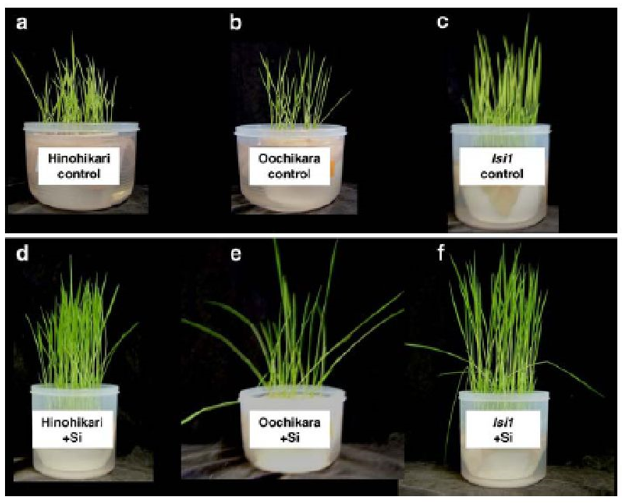 a
b
c
Hinohikari
control
Oochikara
control
lsi1
control
d
e
f
Hinohikari
+Si
Oochikara
+Si
lsi1
+Si